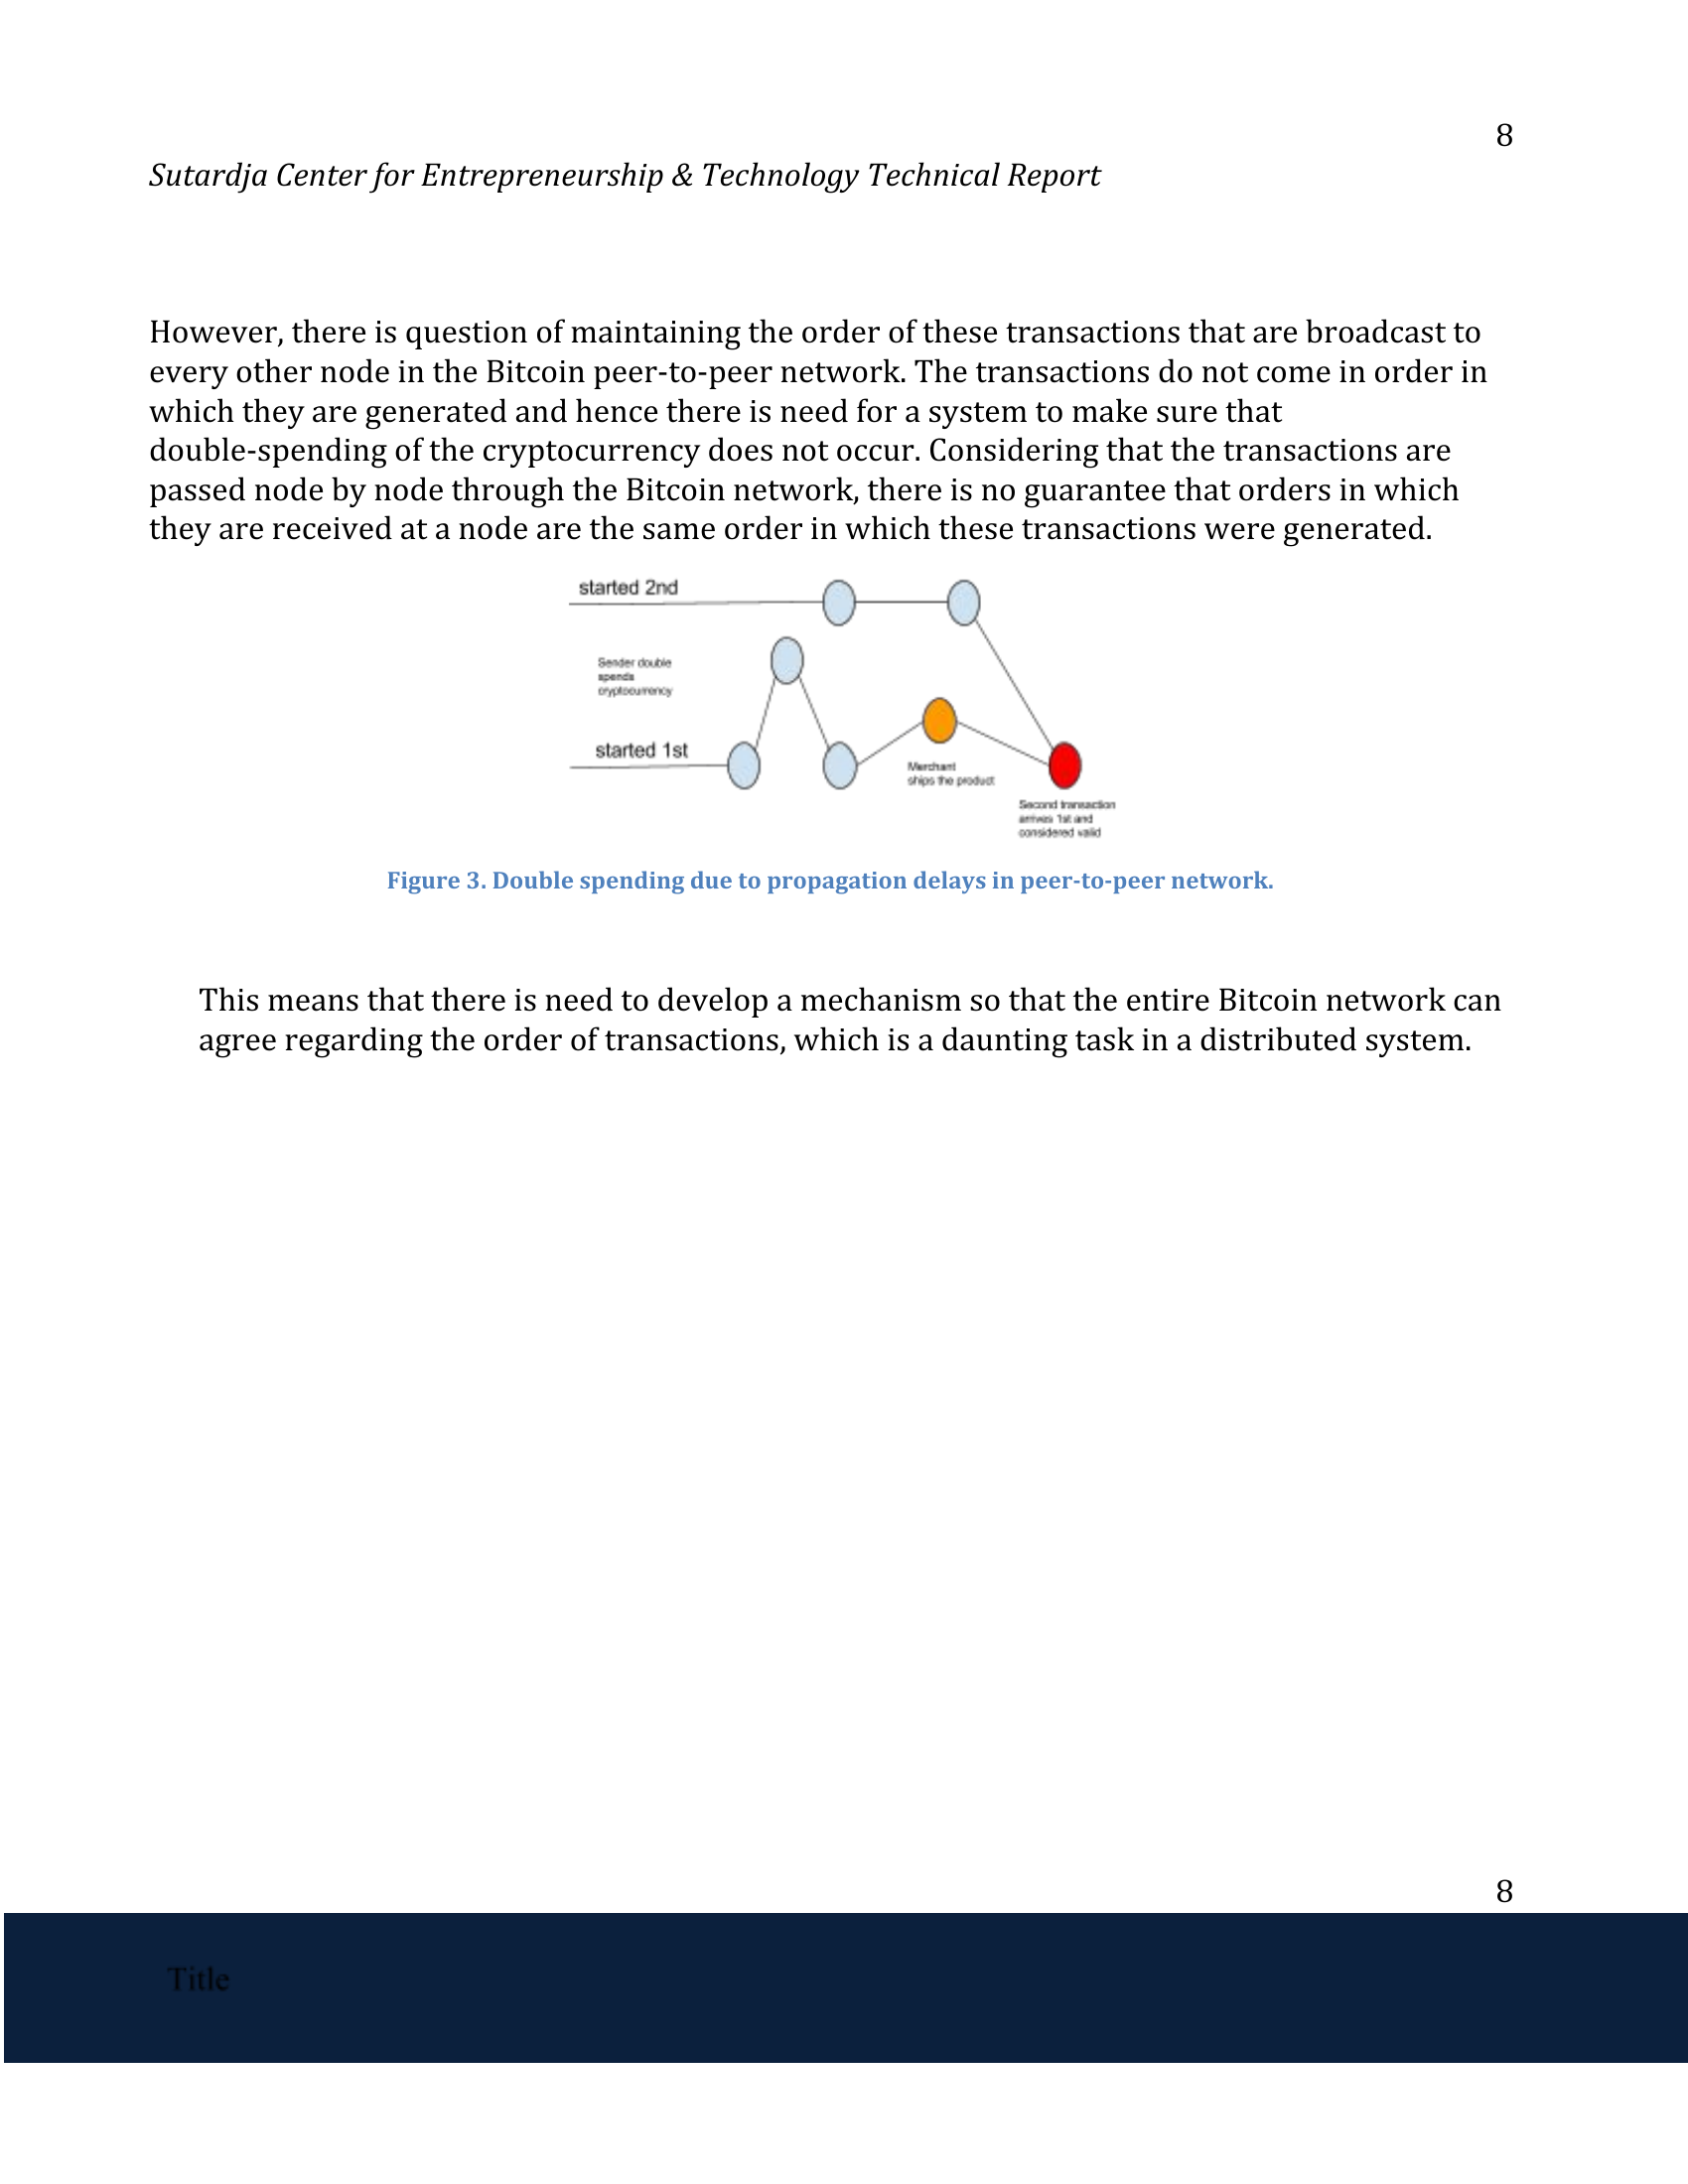 8
Sutardja Center for Entrepreneurship & Technology Technical Report
However, there is question of maintaining the order of these transactions that are broadcast to
every other node in the Bitcoin peer-to-peer network. The transactions do not come in order in
which they are generated and hence there is need for a system to make sure that
double-spending of the cryptocurrency does not occur. Considering that the transactions are
passed node by node through the Bitcoin network, there is no guarantee that orders in which
they are received at a node are the same order in which these transactions were generated.
started 2nd
Sender double
spends
cryptocurrency
started 1st
Merchant
ships the product
Second transaction
arrives 1st and
considered valid
Figure 3. Double spending due to propagation delays in peer-to-peer network.
This means that there is need to develop a mechanism so that the entire Bitcoin network can
agree regarding the order of transactions, which is a daunting task in a distributed system.
8
Title